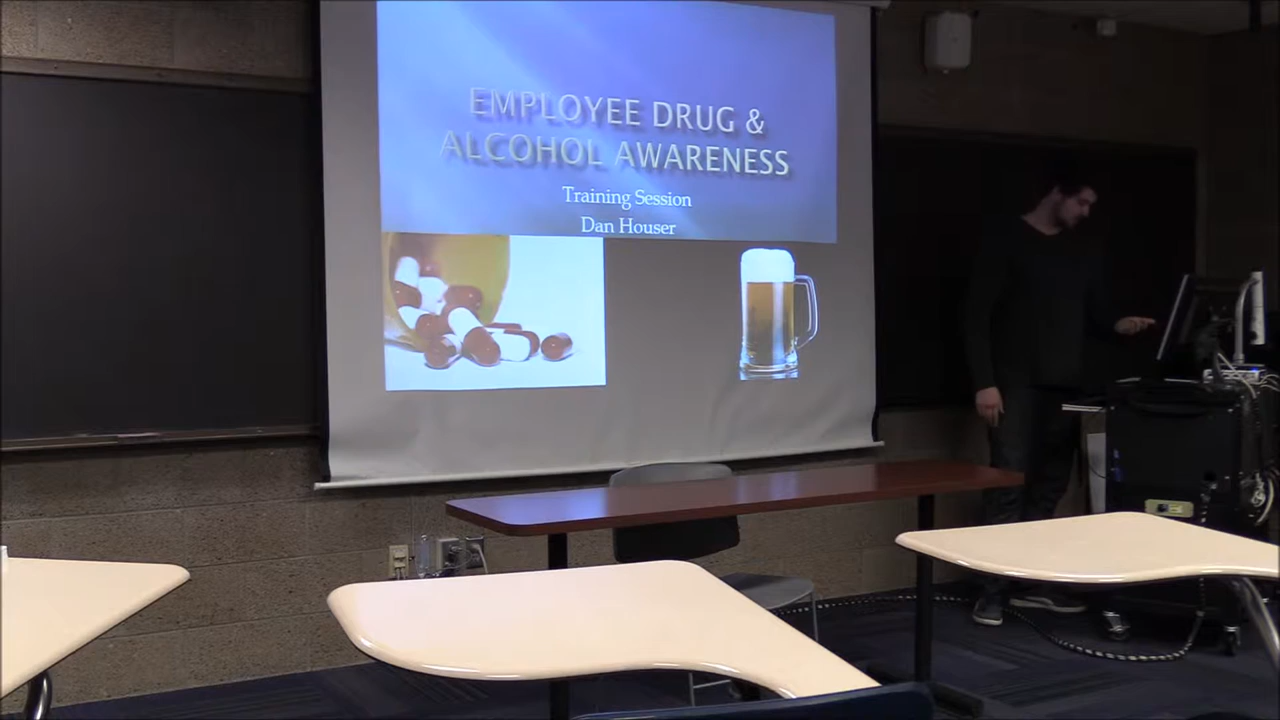 EMPLOYEE DRUG &
ALCOHOL AWARENESS
Training Session
Dan Houser